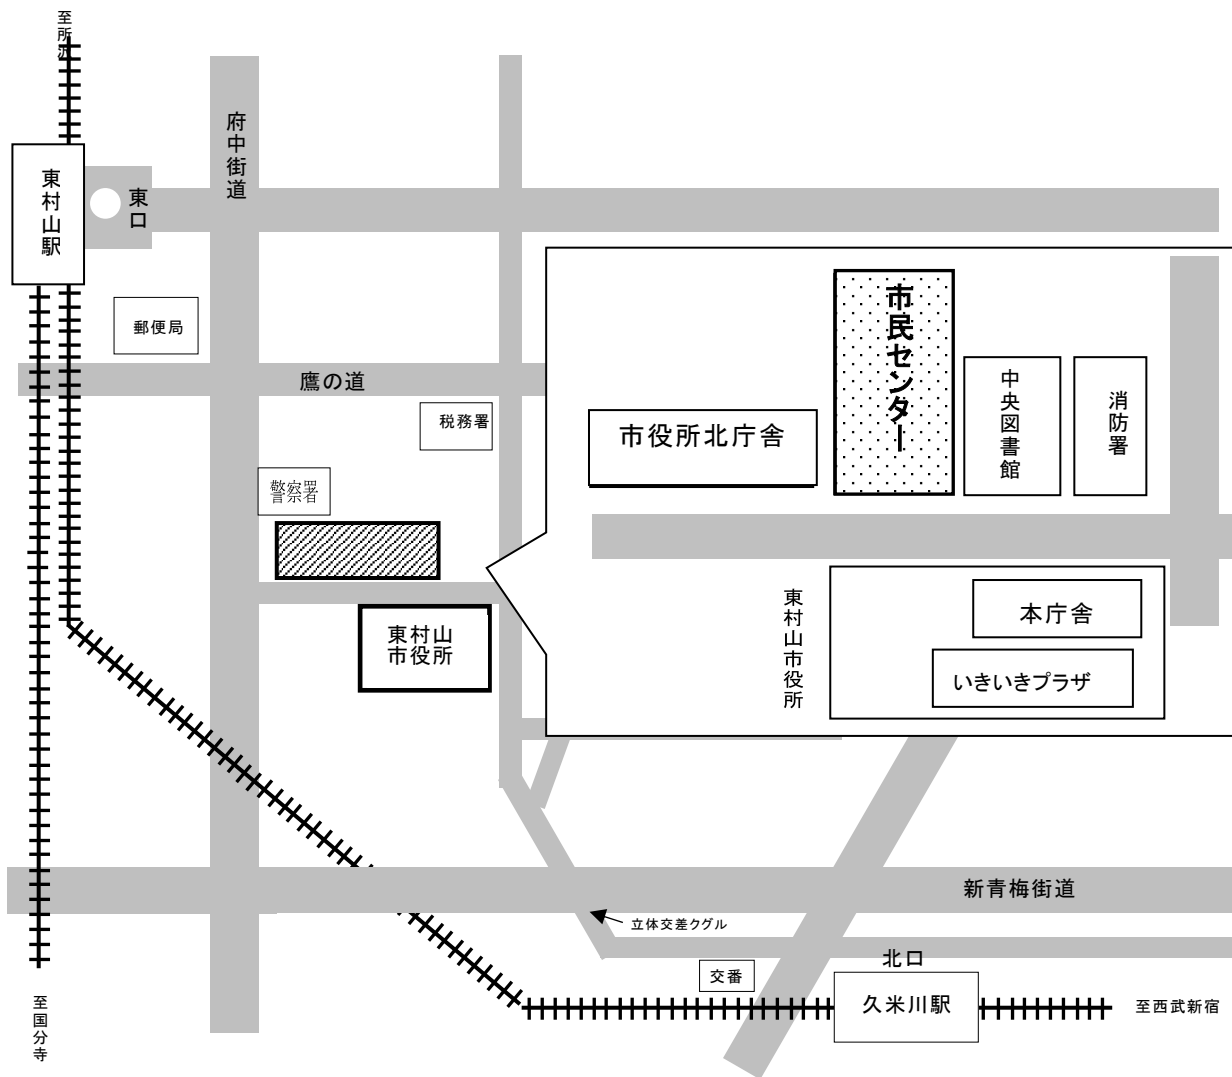 至所沢
府中街道
東村山駅
東口
郵便局
鷹の道
税務署
警察署
東村山
市役所
市民センター
中央図書館
消防署
市役所北庁舎
東村山市役所
本庁舎
いきいきプラザ
新青梅街道
立体交差クグル
北口
交番
久米川駅
至西武新宿
至国分寺